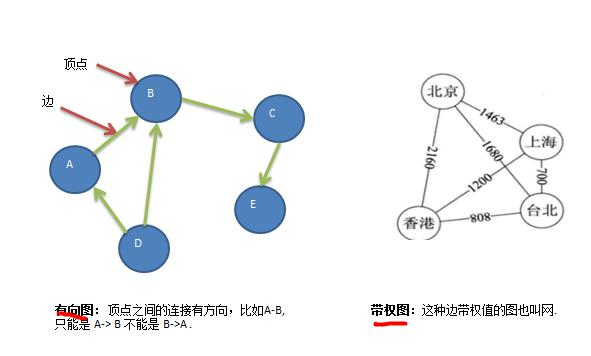 顶点
边
B
C
A
E
D
有向图：顶点之间的连接有方向，比如A-B,
只能是 A-> B 不能是 B->A .
北京
1463
上海
2160
1680
700
1200
香港
808
台北
带权图：这种边带权值的图也叫网.